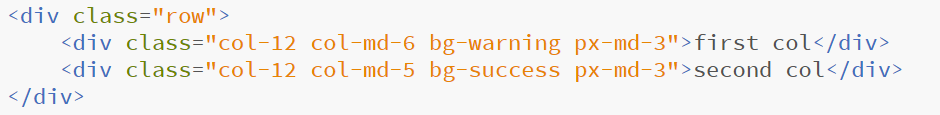 <div class="row">
    <div class="col-12 col-md-6 bg-warning px-md-3">first col</div>
    <div class="col-12 col-md-5 bg-success px-md-3">second col</div>
</div>